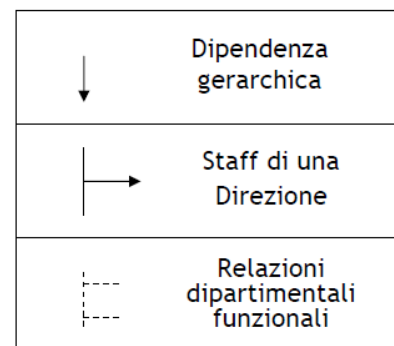 Dipendenza
gerarchica
Staff di una
Direzione
Relazioni
dipartimentali
funzionali